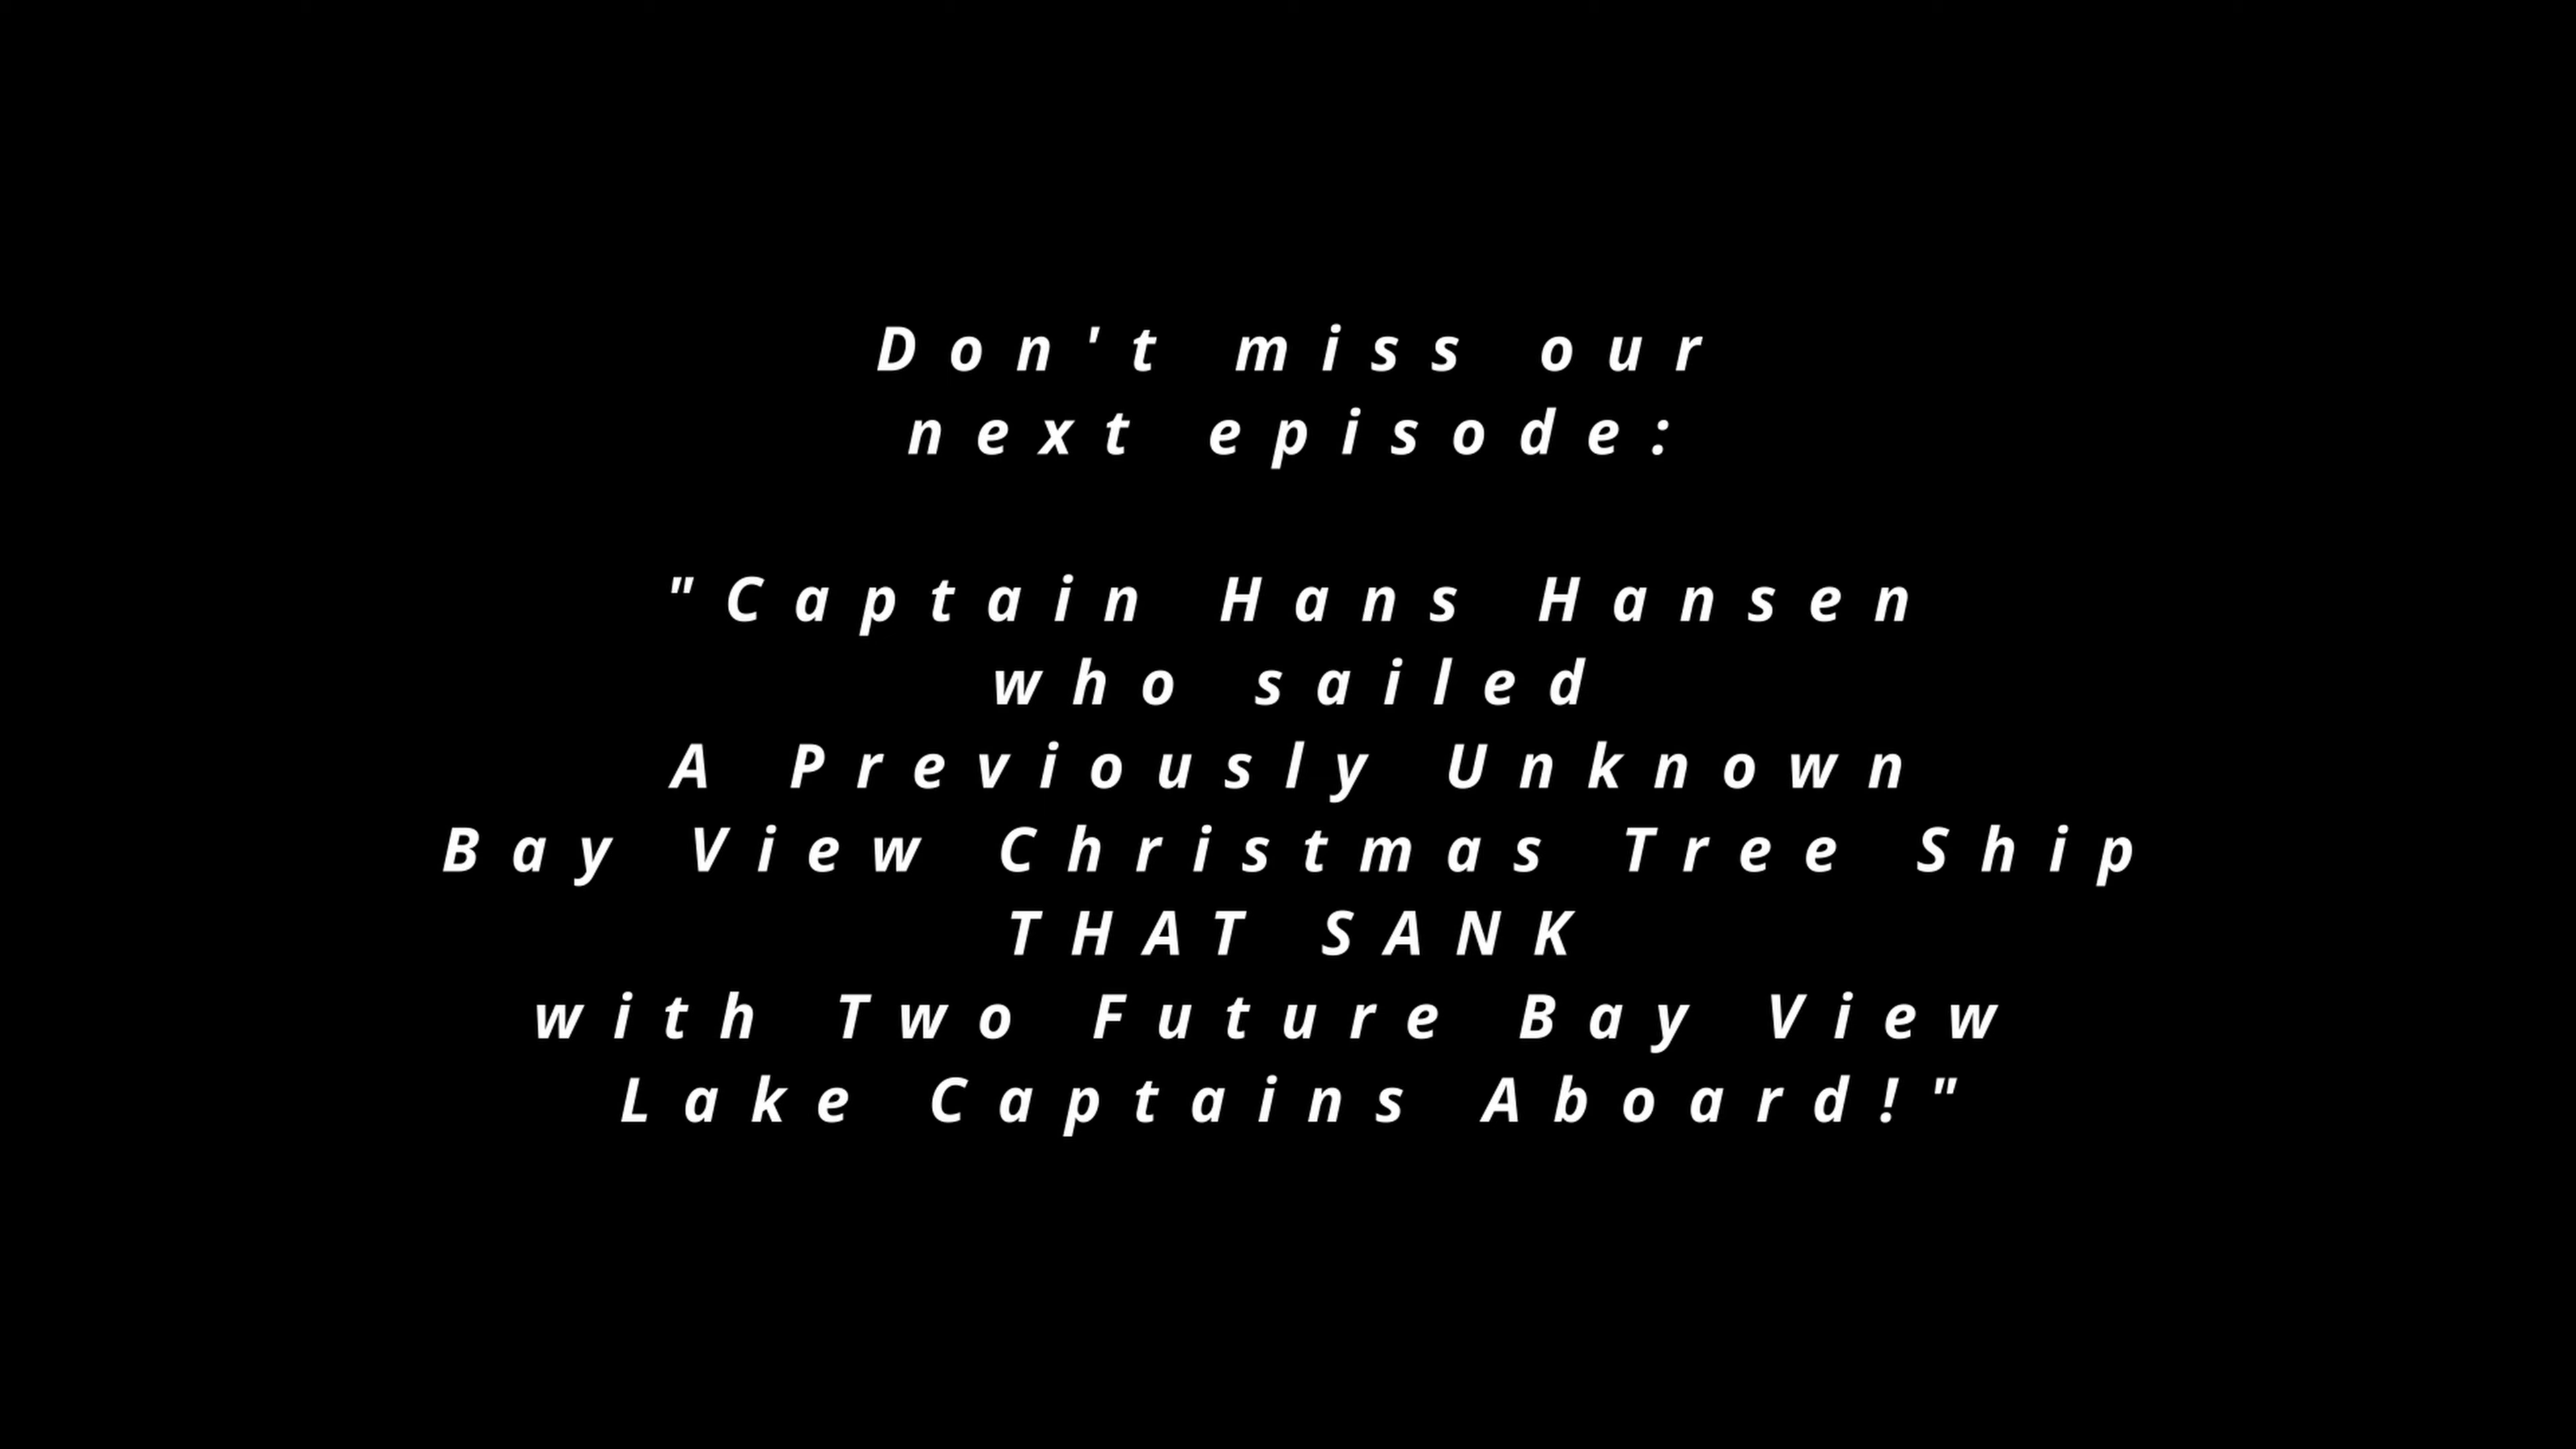 Don't miss our
next episode:
"Captain Hans Hansen
who sailed
A Previously Unknown
Bay View Christmas Tree Ship
THAT SANK
with Two Future Bay View
Lake Captains Aboard!"